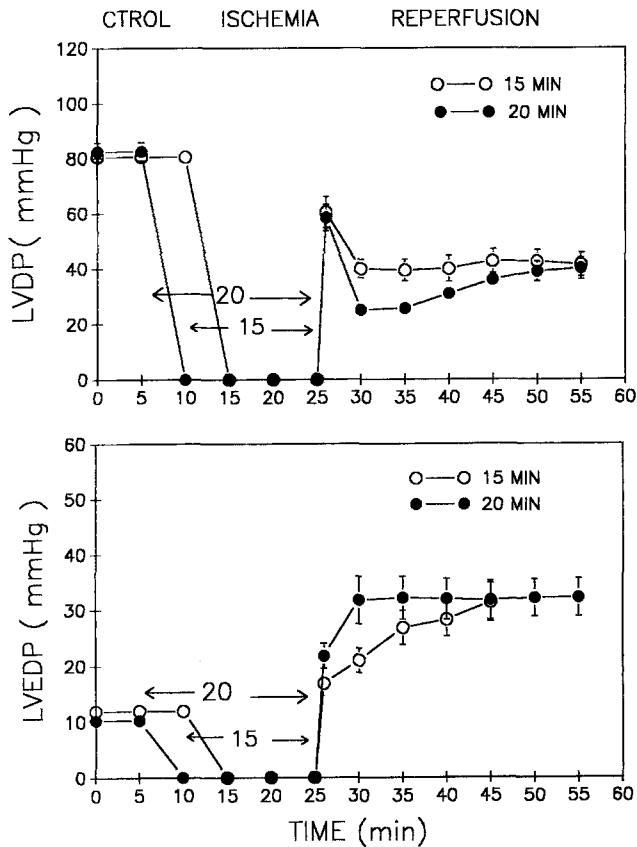 CTROL ISCHEMIA REPERFUSION
120
100
80
60
40
20
0
LVDP( mmHg)
15 MIN
20 MIN
20
15
0 5 10 15 20 25 30 35 40 45 50 55 60
60
50
40
30
20
10
0
LVEDP ( mmHg)
15 MIN
20 MIN
20
15
0 5 10 15 20 25 30 35 40 45 50 55 60
TIME (min)